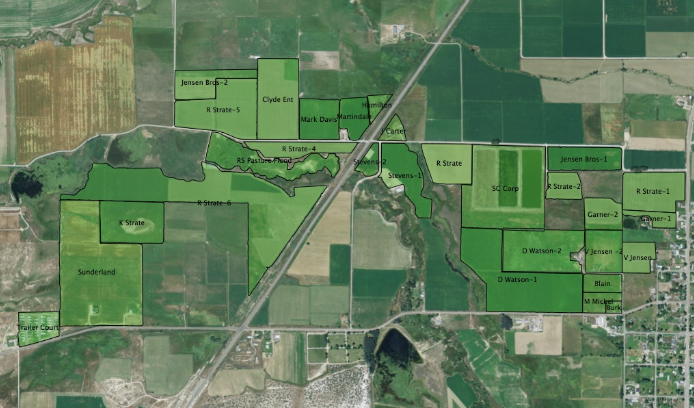 Jensen Bros-2
Clyde Ent
Hamilton
R Strate-5
Mark Davis
Martindale
J Carter
R Strate-4
RS Pasture Flood
Stevens-2
Stevens-1
R Strate
SC Corp
Jensen Bros-1
R Strate-2
R Strate-1
R Strate-6
Garner-2
Garner-1
K Strate
D Watson-2
V Jensen -2
V Jensen
Sunderland
D Watson-1
Blain
M Mickel
Burk
Trailer Court